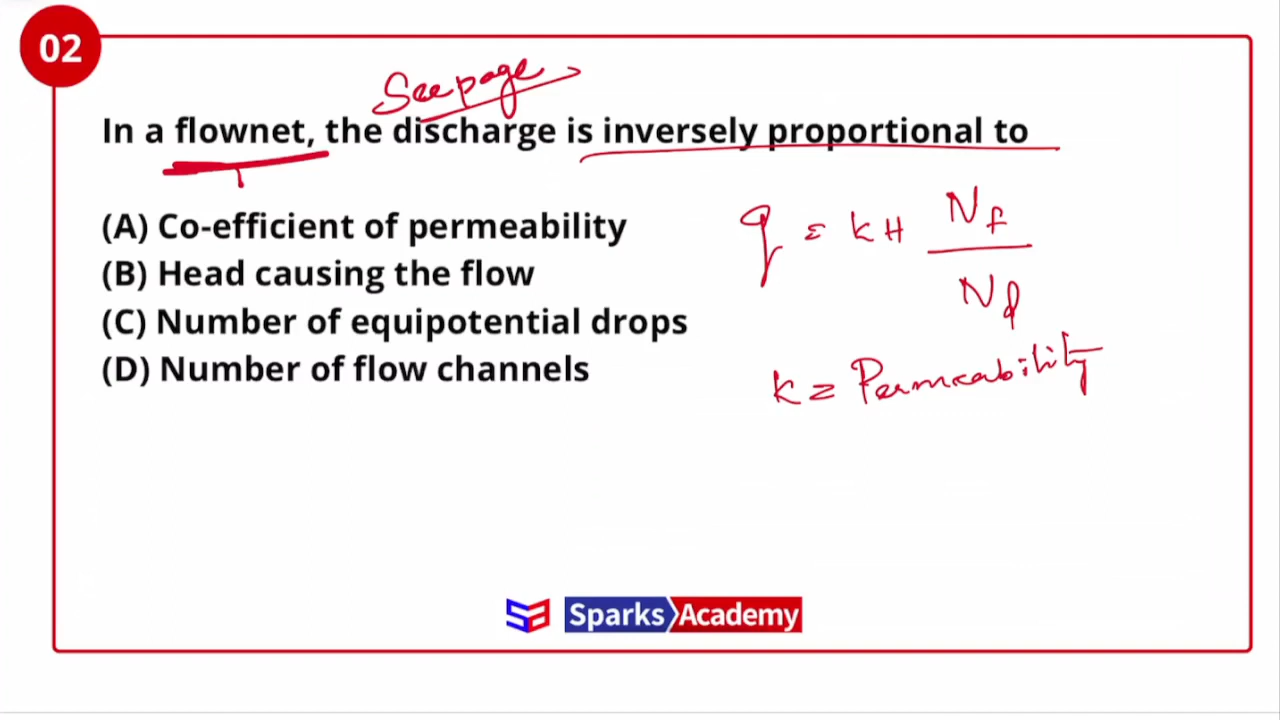 02
Seepage
In a flownet, the discharge is inversely proportional to
(A) Co-efficient of permeability
(B) Head causing the flow
(C) Number of equipotential drops
(D) Number of flow channels
q = kH Nf
Nd
k = Permeability
Sparks Academy